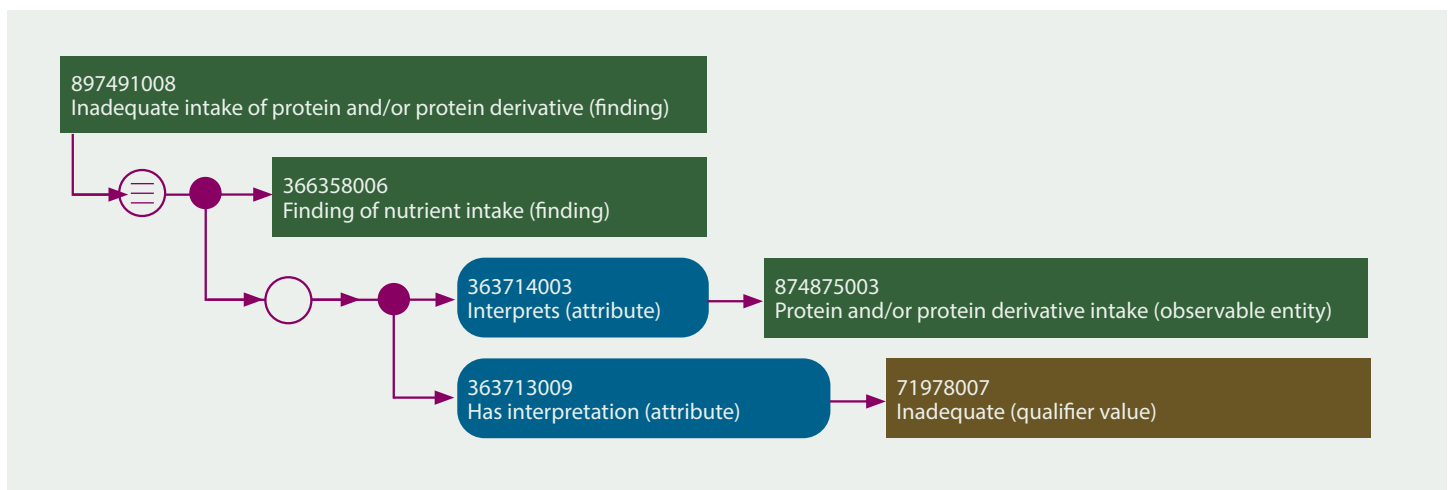 897491008
Inadequate intake of protein and/or protein derivative (finding)
366358006
Finding of nutrient intake (finding)
363714003
Interprets (attribute)
874875003
Protein and/or protein derivative intake (observable entity)
363713009
Has interpretation (attribute)
71978007
Inadequate (qualifier value)